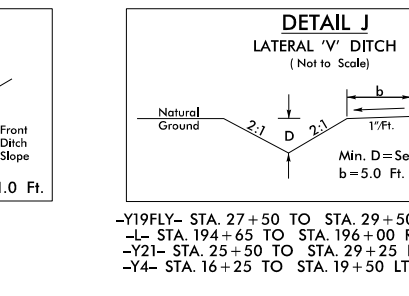 Front
Ditch
Slope
1.0 Ft.
DETAIL J
LATERAL 'V' DITCH
( Not to Scale)
b
Natural
Ground
2:1
D
2:1
1"/Ft.
Min. D=Se
b=5.0 Ft.
-Y19FLY- STA. 27+50 TO STA. 29+50
-L- STA. 194+65 TO STA. 196+00
-Y21- STA. 25+50 TO STA. 29+25
-Y4- STA. 16+25 TO STA. 19+50 LT